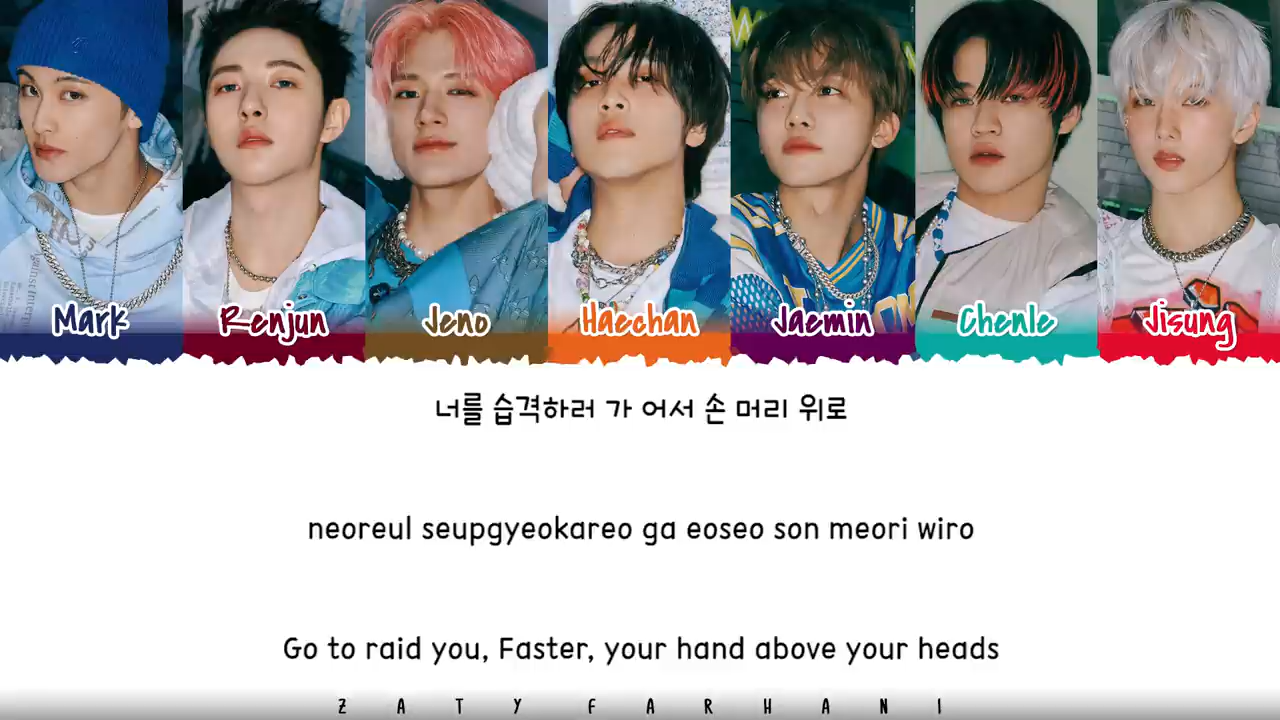 Mark Renjun Jeno Haechan Jaemin Chenle Jisung
너를 습격하러 가 어서 손 머리 위로
neoreul seupgyeokareo ga eoseo son meori wiro
Go to raid you, Faster, your hand above your heads
ZATY FARHANI